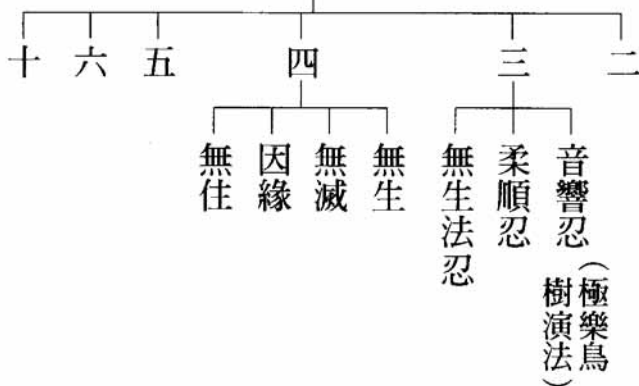 二
三
四
五
六
十
音響忍（極樂鳥
樹演法）
柔順忍
無生法忍
無生
無滅
因緣
無住